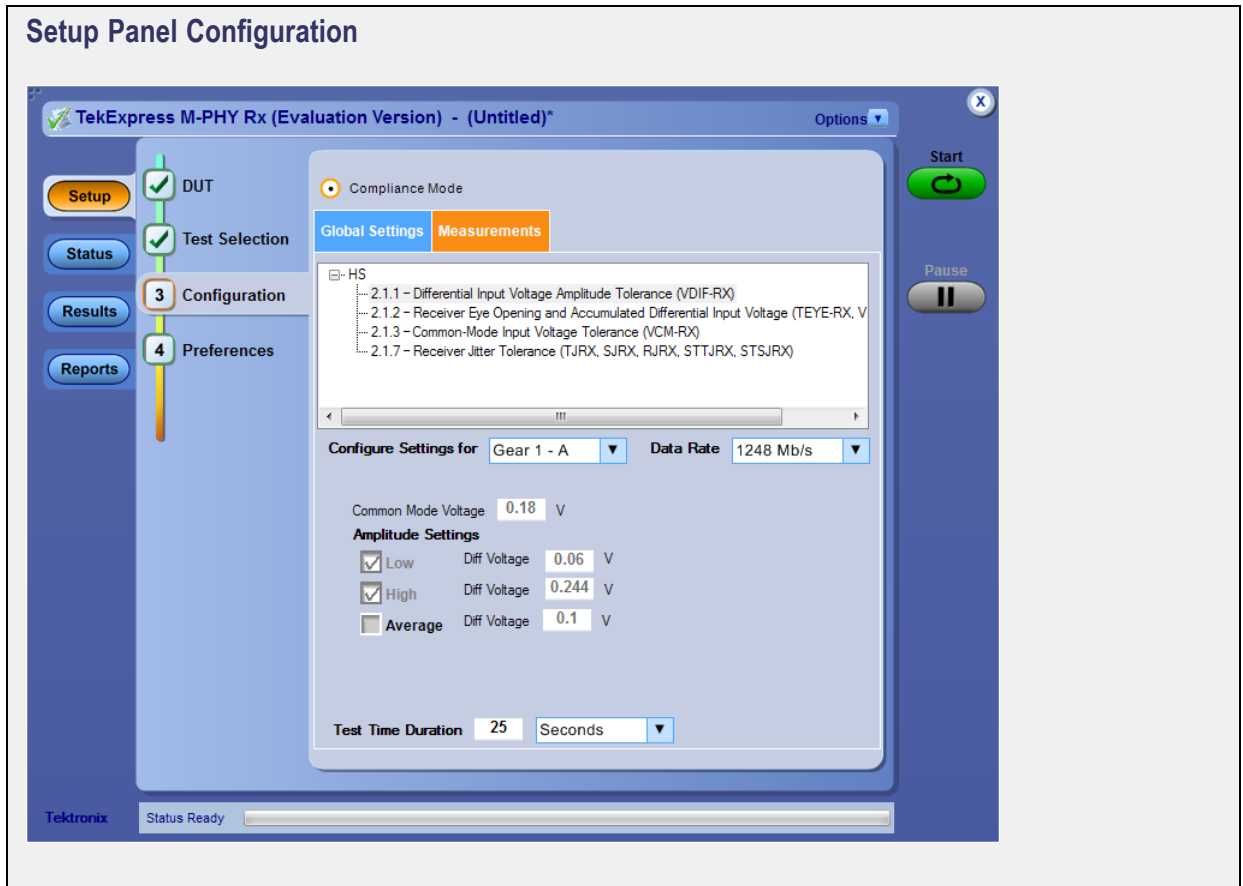 Setup Panel Configuration
TekExpress M-PHY Rx (Evaluation Version) - (Untitled)*
Options
X
Setup
Status
Results
Reports
DUT
Test Selection
3 Configuration
4 Preferences
Compliance Mode
Global Settings Measurements
HS
2.1.1 – Differential Input Voltage Amplitude Tolerance (VDIF-RX)
2.1.2 – Receiver Eye Opening and Accumulated Differential Input Voltage (TEYE-RX, V
2.1.3 – Common-Mode Input Voltage Tolerance (VCM-RX)
2.1.7 – Receiver Jitter Tolerance (TJRX, SJRX, RJRX, STTJRX, STSJRX)
Configure Settings for Gear 1 - A Data Rate 1248 Mb/s
Common Mode Voltage 0.18 V
Amplitude Settings
Low Diff Voltage 0.06 V
High Diff Voltage 0.244 V
Average Diff Voltage 0.1 V
Test Time Duration 25 Seconds
Start
Pause
Tektronix
Status Ready